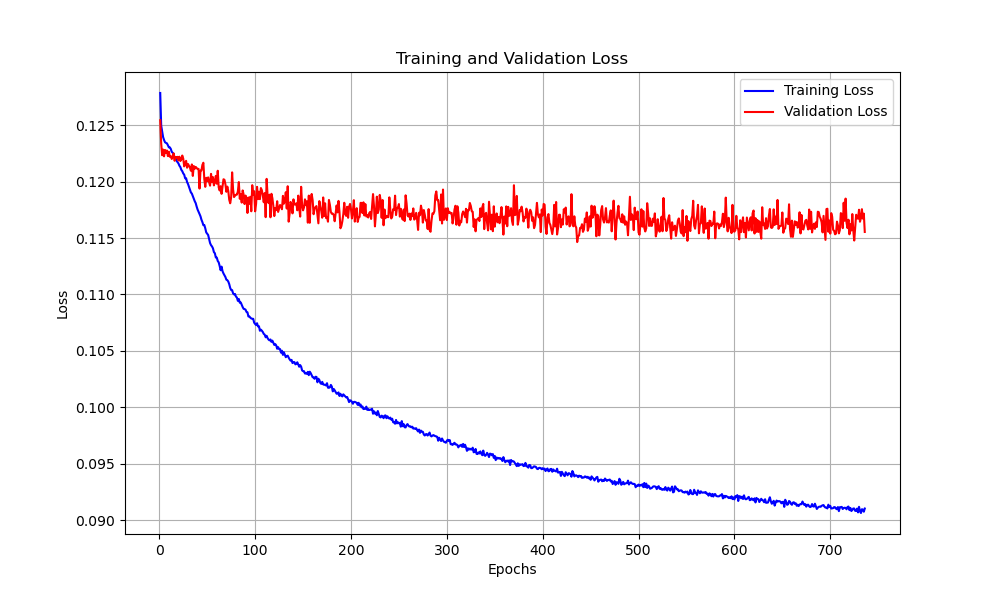 Training and Validation Loss
Training Loss
Validation Loss
0.125
0.120
0.115
0.110
0.105
0.100
0.095
0.090
Loss
0 100 200 300 400 500 600 700
Epochs